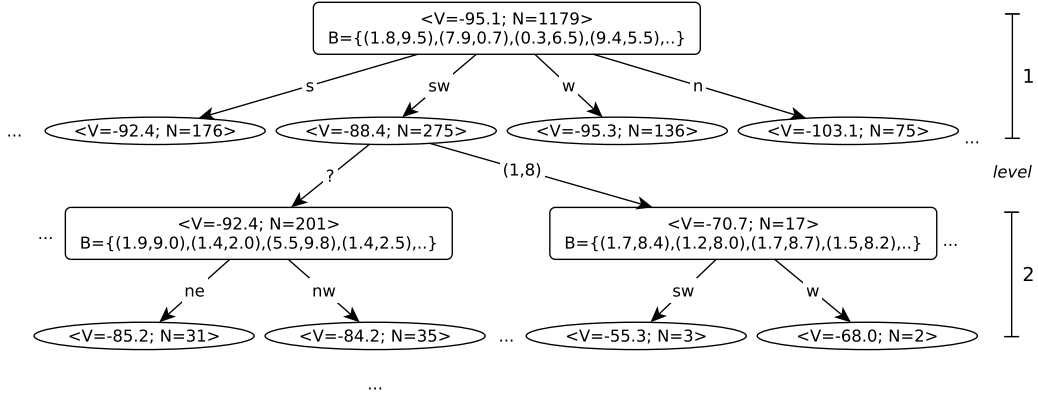 <V=-95.1; N=1179>
B={(1.8,9.5),(7.9,0.7),(0.3,6.5),(9.4,5.5),..}
1
s
sw
w
n
...
<V=-92.4; N=176>
<V=-88.4; N=275>
<V=-95.3; N=136>
<V=-103.1; N=75>
...
?
(1,8)
level
...
<V=-92.4; N=201>
B={(1.9,9.0),(1.4,2.0),(5.5,9.8),(1.4,2.5),..}
<V=-70.7; N=17>
B={(1.7,8.4),(1.2,8.0),(1.7,8.7),(1.5,8.2),..}
...
2
ne
nw
sw
w
<V=-85.2; N=31>
<V=-84.2; N=35>
...
<V=-55.3; N=3>
<V=-68.0; N=2>
...